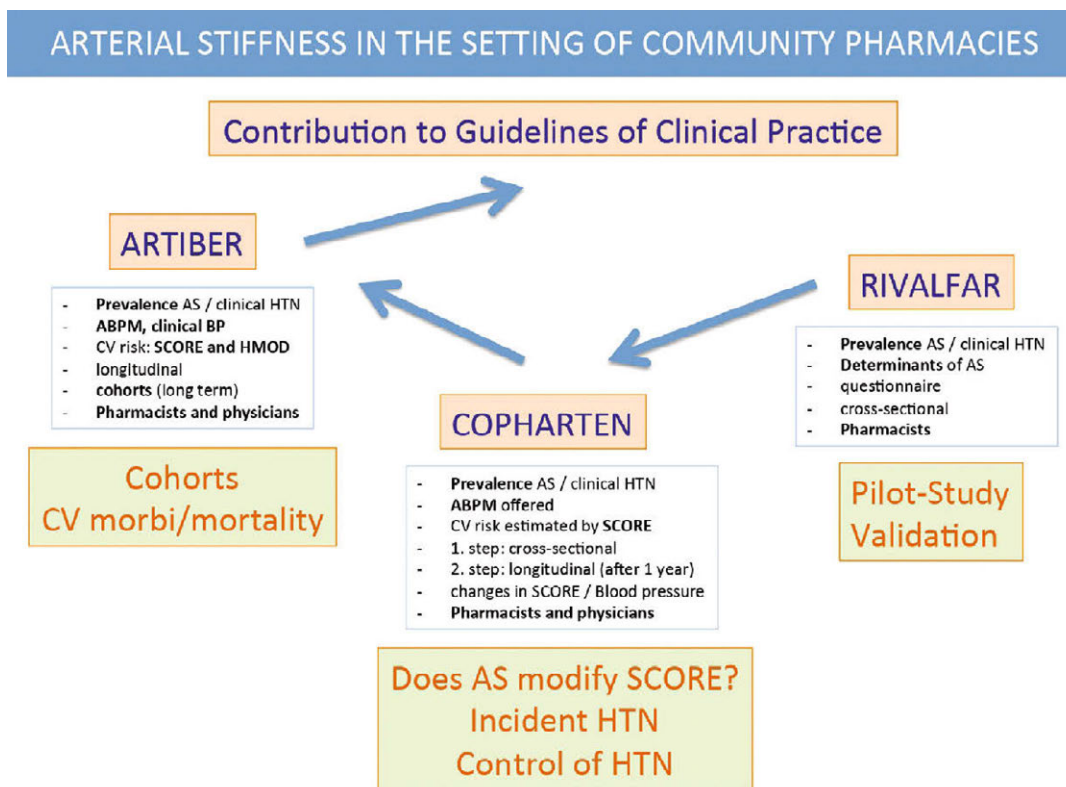 ARTERIAL STIFFNESS IN THE SETTING OF COMMUNITY PHARMACIES
Contribution to Guidelines of Clinical Practice
ARTIBER
- Prevalence AS / clinical HTN
- ABPM, clinical BP
- CV risk: SCORE and HMOD
- longitudinal
- cohorts (long term)
- Pharmacists and physicians
Cohorts
CV morbi/mortality
COPHARTEN
- Prevalence AS / clinical HTN
- ABPM offered
- CV risk estimated by SCORE
- 1. step: cross-sectional
- 2. step: longitudinal (after 1 year)
- changes in SCORE / Blood pressure
- Pharmacists and physicians
Does AS modify SCORE?
Incident HTN
Control of HTN
RIVALFAR
- Prevalence AS / clinical HTN
- Determinants of AS
- questionnaire
- cross-sectional
- Pharmacists
Pilot-Study
Validation